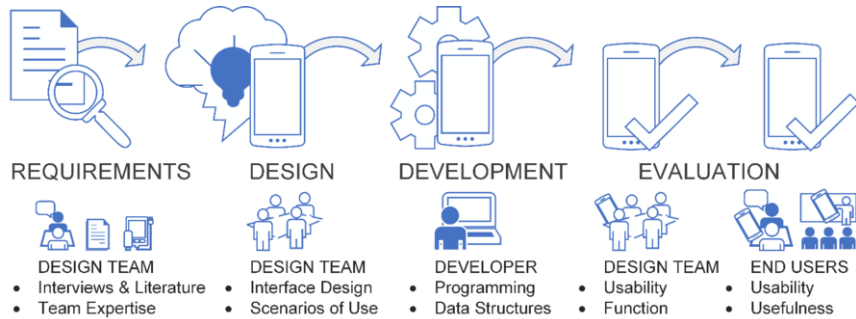 REQUIREMENTS
DESIGN
DEVELOPMENT
EVALUATION
DESIGN TEAM
• Interviews & Literature
• Team Expertise
DESIGN TEAM
• Interface Design
• Scenarios of Use
DEVELOPER
• Programming
• Data Structures
DESIGN TEAM
• Usability
• Function
END USERS
• Usability
• Usefulness